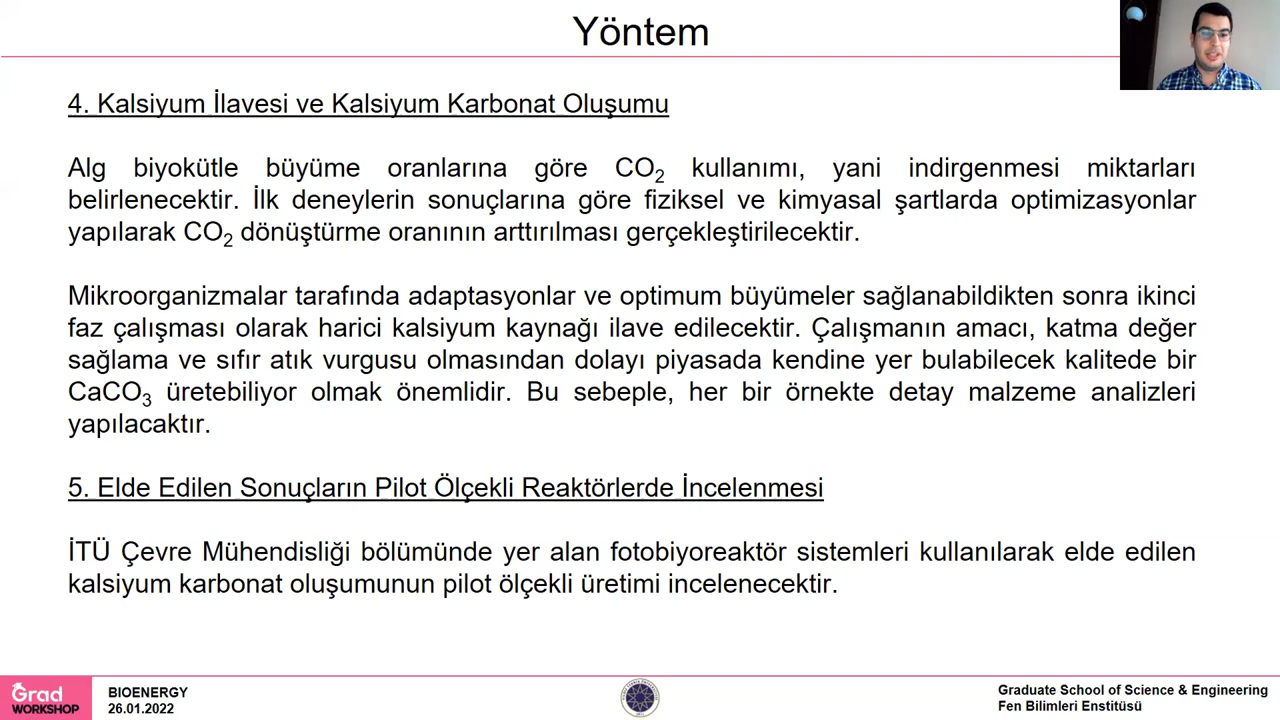 Yöntem
4. Kalsiyum İlavesi ve Kalsiyum Karbonat Oluşumu
Alg biyokütle büyüme oranlarına göre CO₂ kullanımı, yani indirgenmesi miktarları
belirlenecektir. İlk deneylerin sonuçlarına göre fiziksel ve kimyasal şartlarda optimizasyonlar
yapılarak CO₂ dönüştürme oranının arttırılması gerçekleştirilecektir.
Mikroorganizmalar tarafında adaptasyonlar ve optimum büyümeler sağlanabildikten sonra ikinci
faz çalışması olarak harici kalsiyum kaynağı ilave edilecektir. Çalışmanın amacı, katma değer
sağlama ve sıfır atık vurgusu olmasından dolayı piyasada kendine yer bulabilecek kalitede bir
CaCO₃ üretebiliyor olmak önemlidir. Bu sebeple, her bir örnekte detay malzeme analizleri
yapılacaktır.
5. Elde Edilen Sonuçların Pilot Ölçekli Reaktörlerde İncelenmesi
İTÜ Çevre Mühendisliği bölümünde yer alan fotobiyoreaktör sistemleri kullanılarak elde edilen
kalsiyum karbonat oluşumunun pilot ölçekli üretimi incelenecektir.
Grad
WORKSHOP
BIOENERGY
26.01.2022
Graduate School of Science & Engineering
Fen Bilimleri Enstitüsü